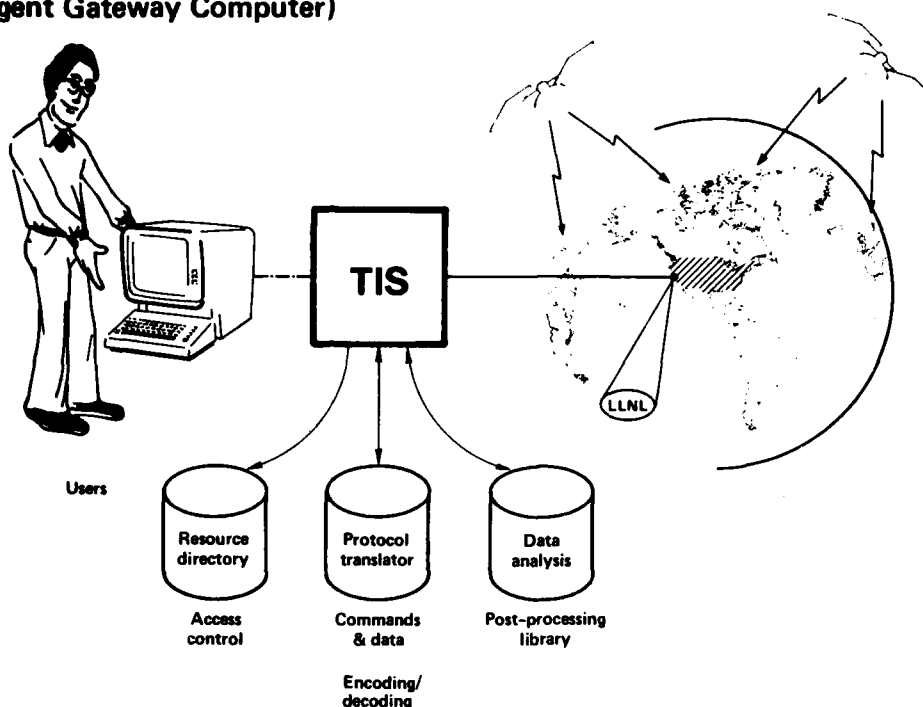 gent Gateway Computer)
TIS
LLNL
Users
Resource
directory
Protocol
translator
Data
analysis
Access
control
Commands
& data
Post-processing
library
Encoding/
decoding